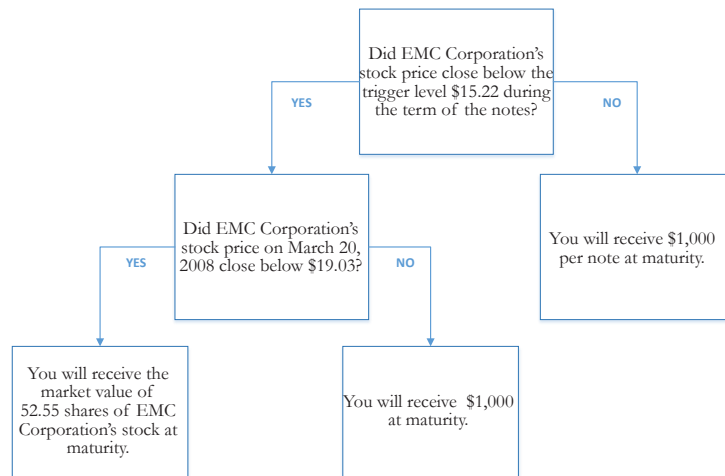 Did EMC Corporation's
stock price close below the
trigger level $15.22 during
the term of the notes?
YES
NO
Did EMC Corporation's
stock price on March 20,
2008 close below $19.03?
You will receive $1,000
per note at maturity.
YES
NO
You will receive the
market value of
52.55 shares of EMC
Corporation's stock at
maturity.
You will receive $1,000
at maturity.